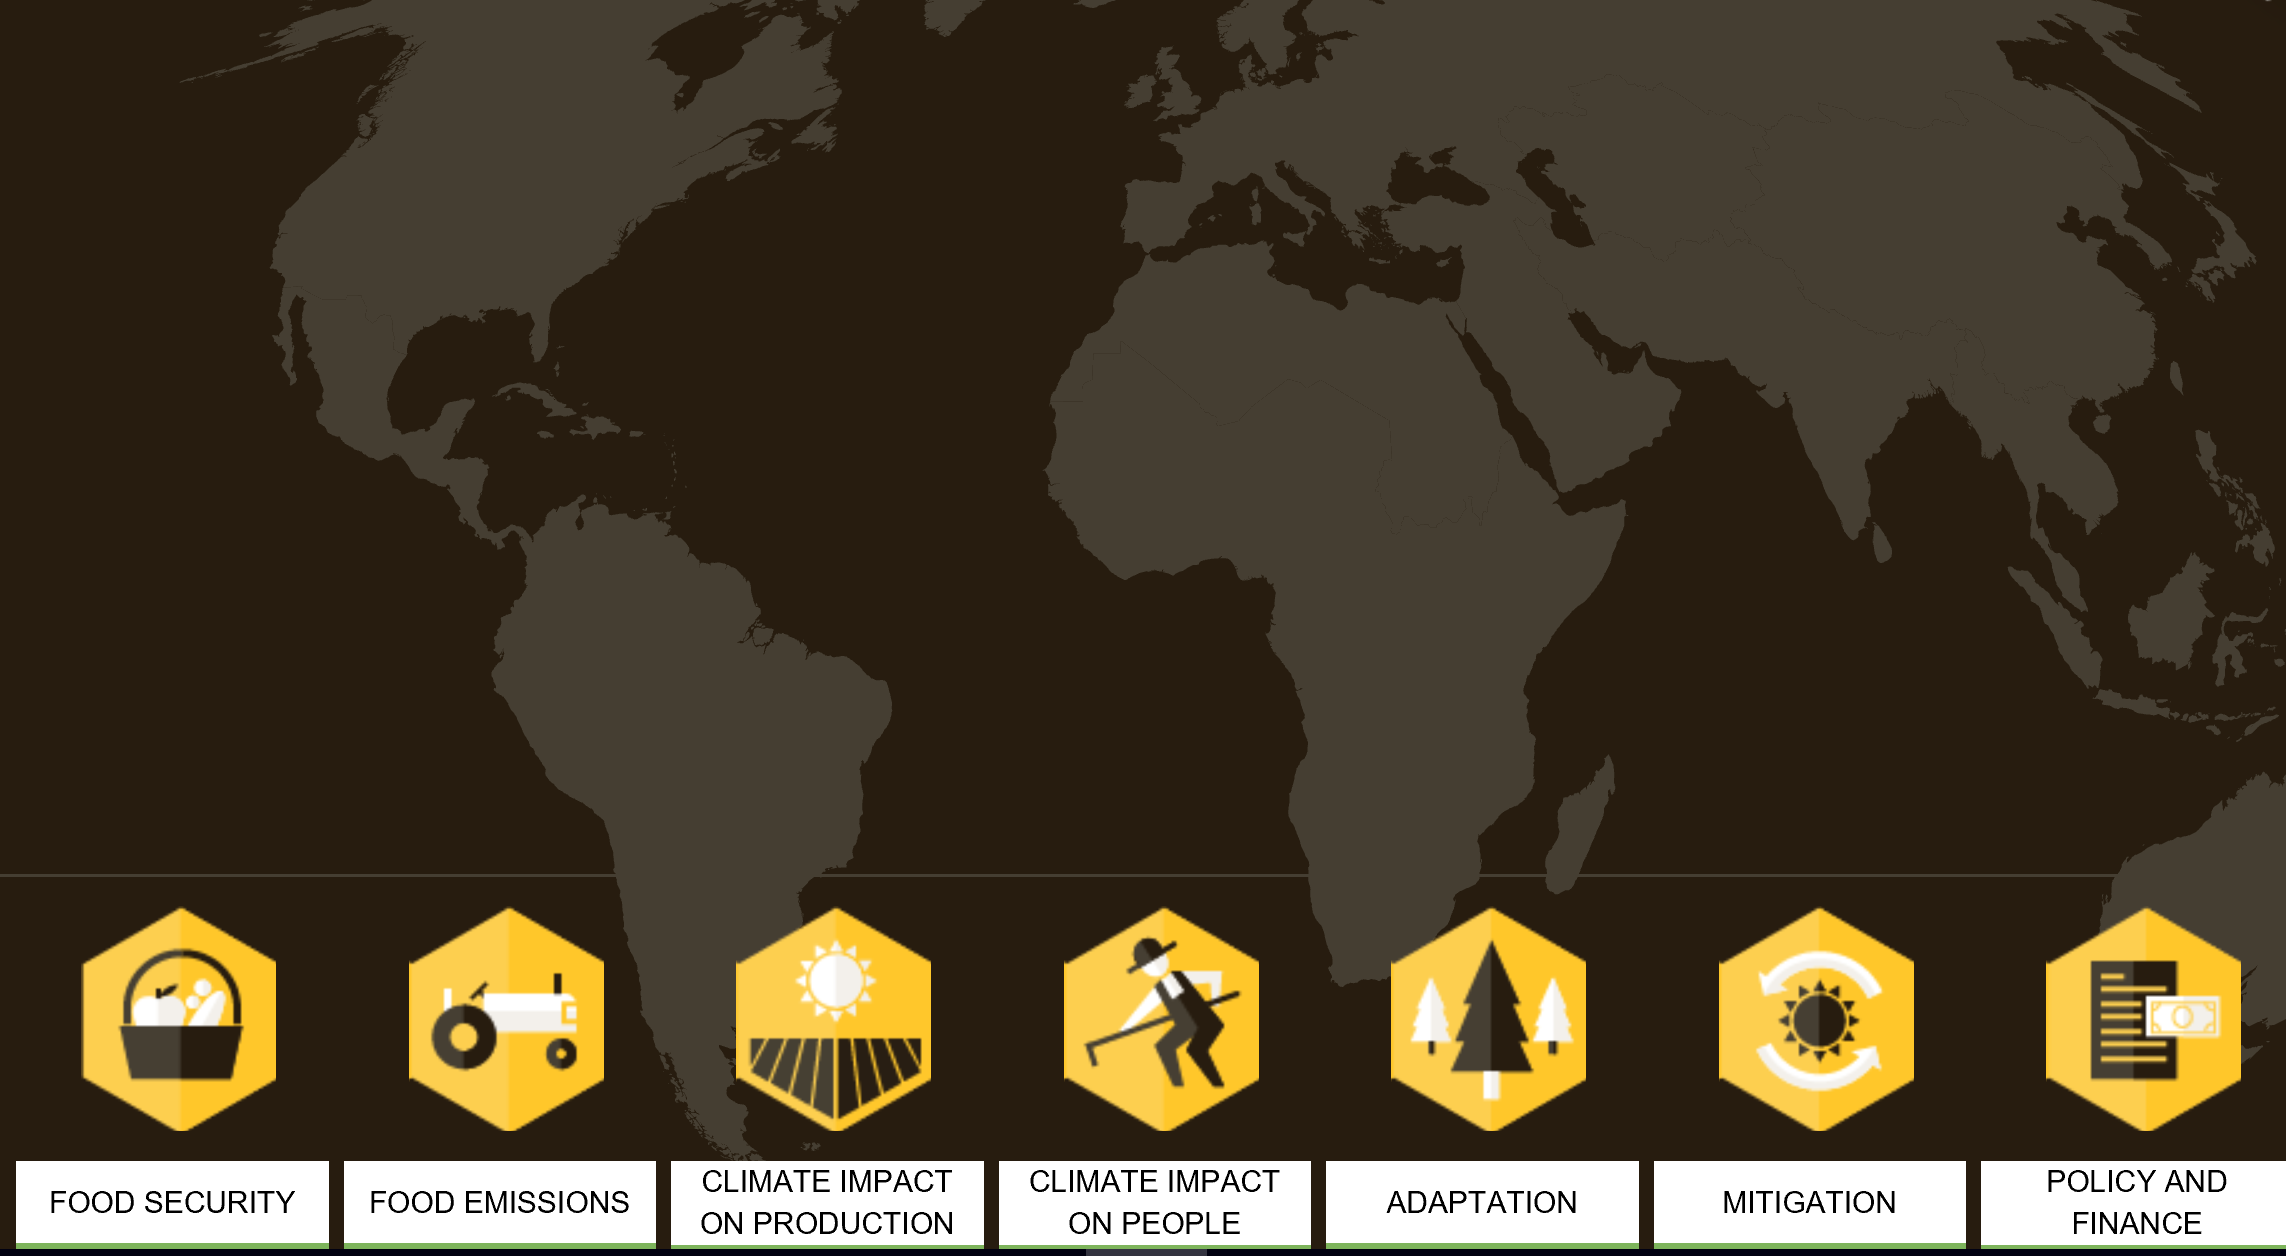 FOOD SECURITY
FOOD EMISSIONS
CLIMATE IMPACT
ON PRODUCTION
CLIMATE IMPACT
ON PEOPLE
ADAPTATION
MITIGATION
POLICY AND
FINANCE